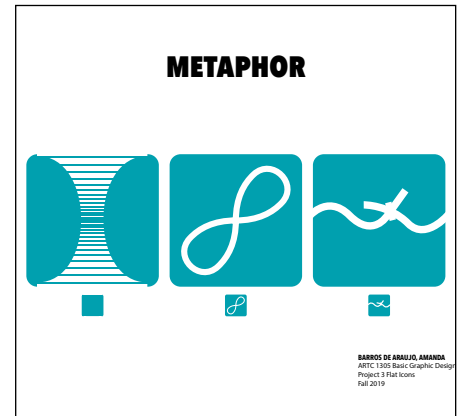 METAPHOR
BARROS DE ARAUJO, AMANDA
ARTC 1305 Basic Graphic Design
Project 3 Flat Icons
Fall 2019